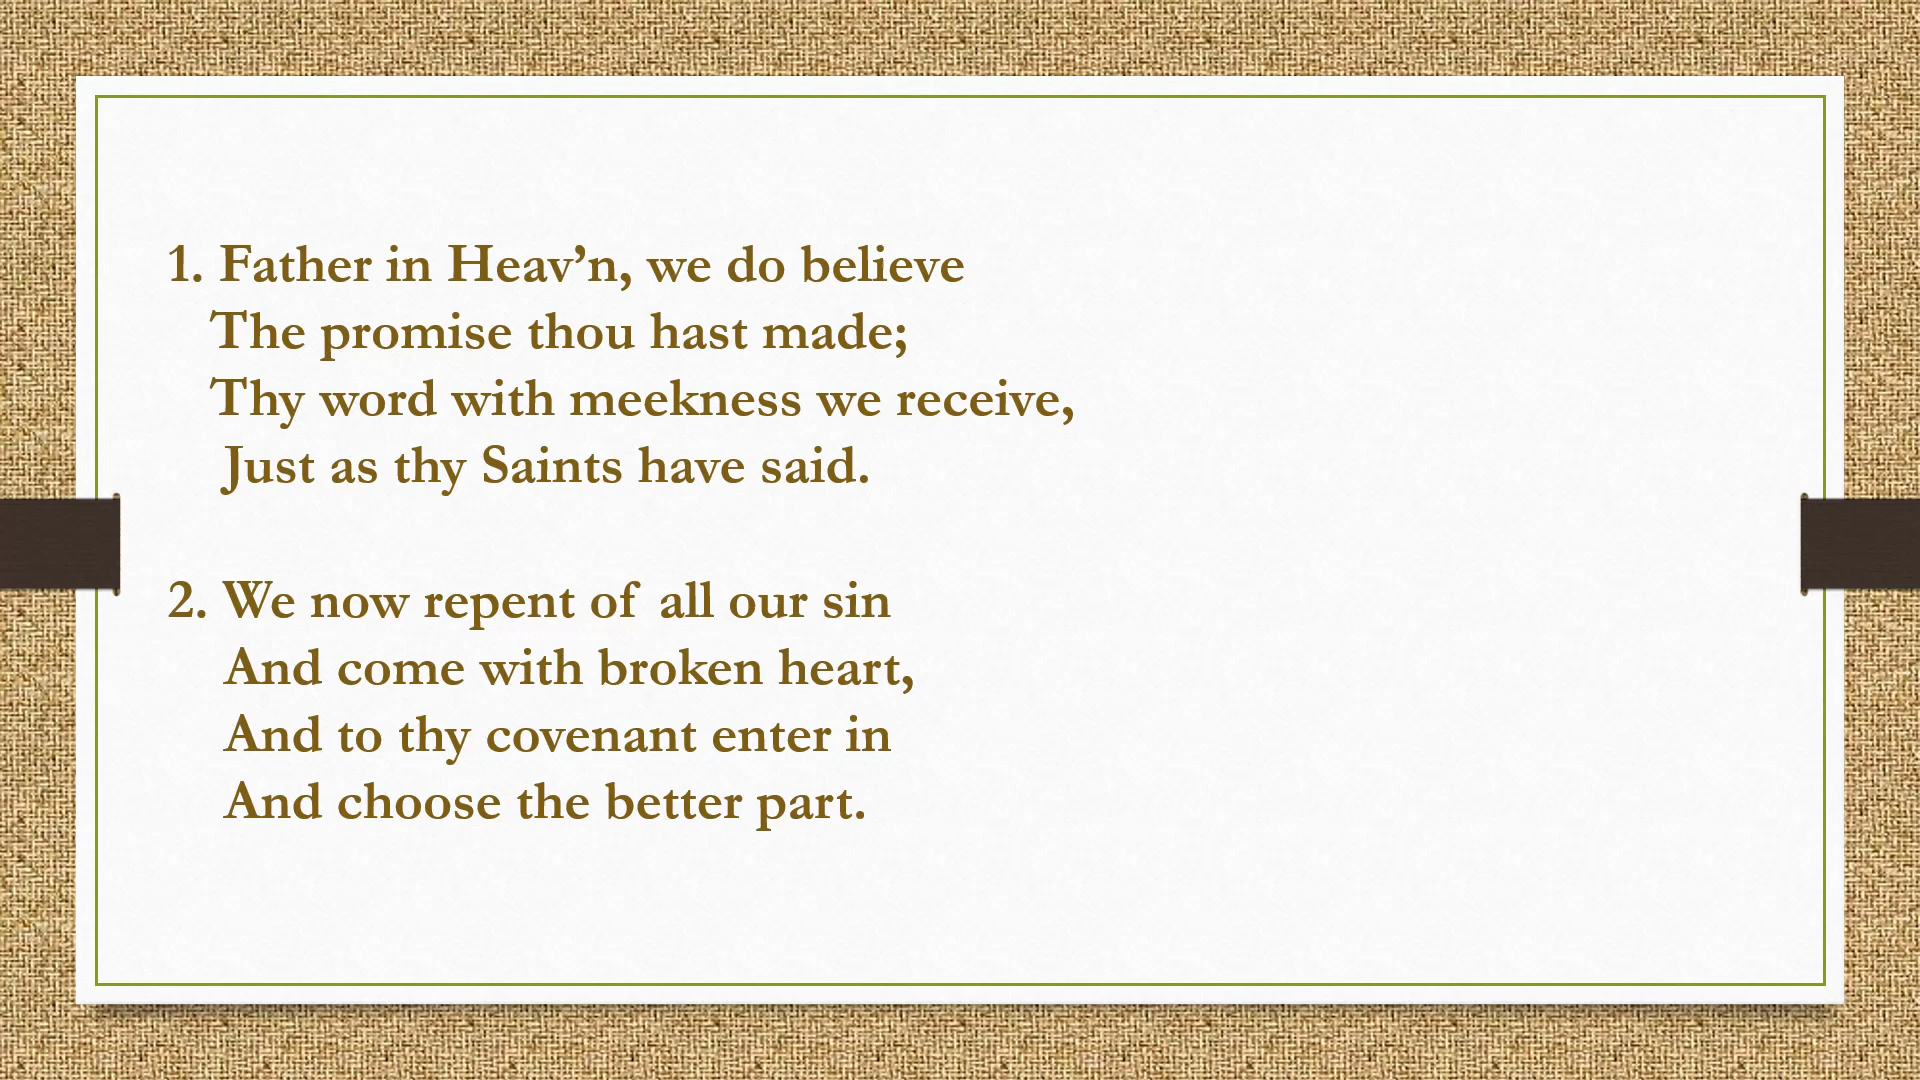 1. Father in Heav’n, we do believe
The promise thou hast made;
Thy word with meekness we receive,
Just as thy Saints have said.
2. We now repent of all our sin
And come with broken heart,
And to thy covenant enter in
And choose the better part.